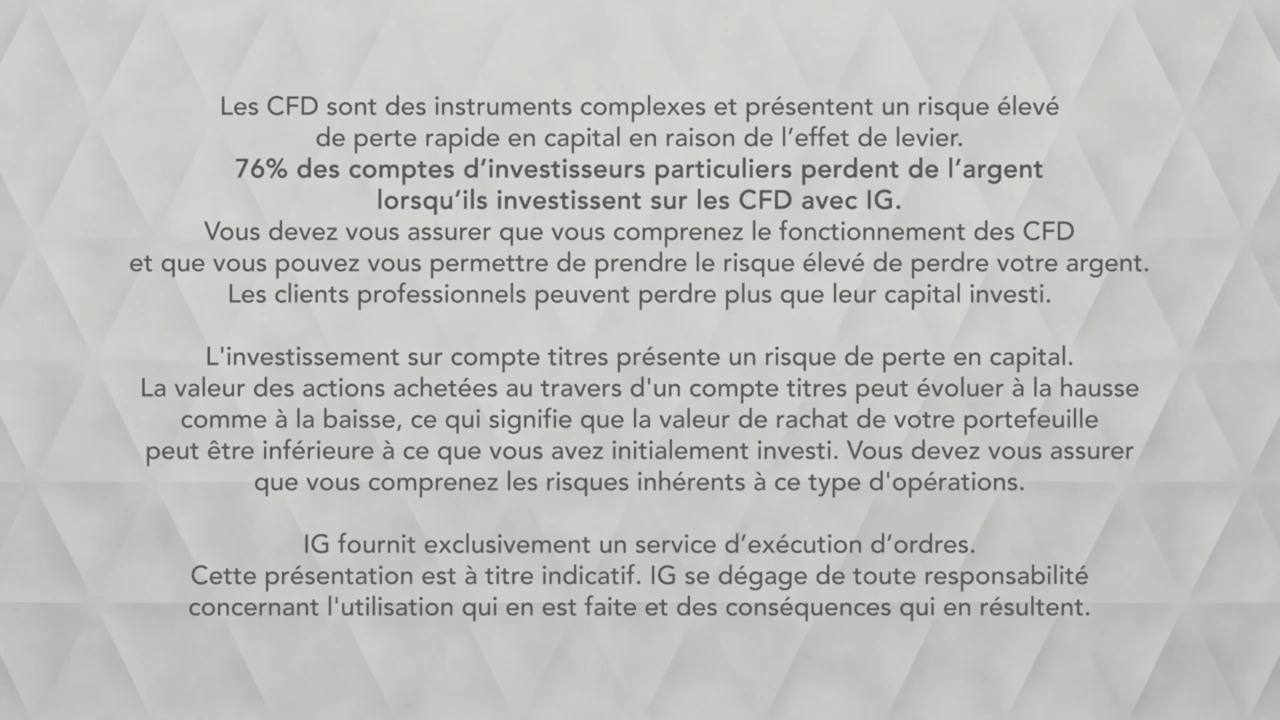 Les CFD sont des instruments complexes et présentent un risque élevé
de perte rapide en capital en raison de l’effet de levier.
76% des comptes d’investisseurs particuliers perdent de l’argent
lorsqu’ils investissent sur les CFD avec IG.
Vous devez vous assurer que vous comprenez le fonctionnement des CFD
et que vous pouvez vous permettre de prendre le risque élevé de perdre votre argent.
Les clients professionnels peuvent perdre plus que leur capital investi.
L'investissement sur compte titres présente un risque de perte en capital.
La valeur des actions achetées au travers d'un compte titres peut évoluer à la hausse
comme à la baisse, ce qui signifie que la valeur de rachat de votre portefeuille
peut être inférieure à ce que vous avez initialement investi. Vous devez vous assurer
que vous comprenez les risques inhérents à ce type d'opérations.
IG fournit exclusivement un service d’exécution d’ordres.
Cette présentation est à titre indicatif. IG se dégage de toute responsabilité
concernant l'utilisation qui en est faite et des conséquences qui en résultent.